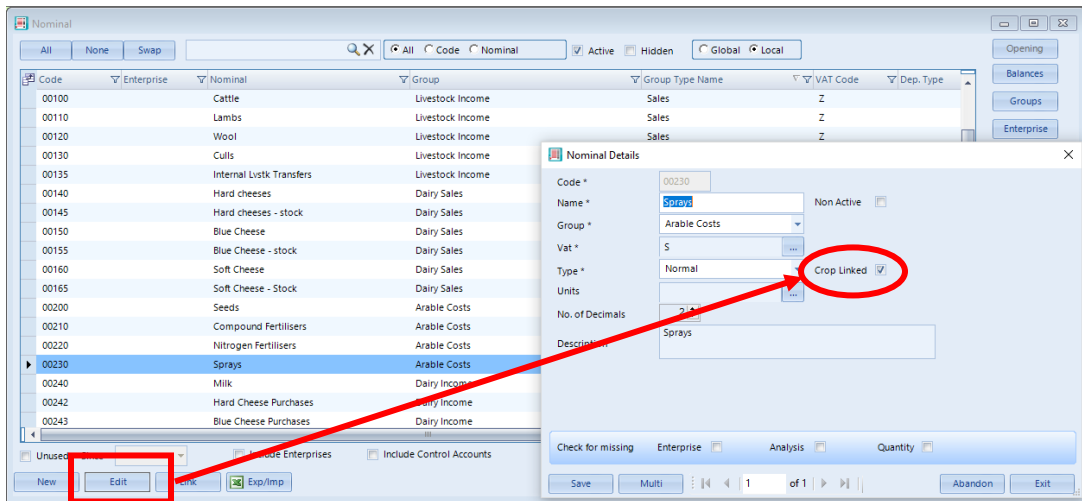 Nominal
All None Swap All Code Nominal Active Hidden Global Local Opening
Balances
Groups
Enterprise
Code Enterprise Nominal Group Group Type Name VAT Code Dep. Type
00100 Cattle Livestock Income Sales Z
00110 Lambs Livestock Income Sales Z
00120 Wool Livestock Income Sales Z
00130 Culls Livestock Income
00135 Internal Lvstk Transfers Livestock Income
00140 Hard cheeses Dairy Sales
00145 Hard cheeses - stock Dairy Sales
00150 Blue Cheese Dairy Sales
00155 Blue Cheese - stock Dairy Sales
00160 Soft Cheese Dairy Sales
00165 Soft Cheese - Stock Dairy Sales
00200 Seeds Arable Costs
00210 Compound Fertilisers Arable Costs
00220 Nitrogen Fertilisers Arable Costs
00230 Sprays Arable Costs
00240 Milk Dairy Income
00242 Hard Cheese Purchases Dairy Income
00243 Blue Cheese Purchases Dairy Income
Unused Since Include Enterprises Include Control Accounts
New Edit Link Exp/Imp
Nominal Details
Code * 00230
Name * Sprays Non Active
Group * Arable Costs
Vat * S ...
Type * Normal Crop Linked
Units ...
No. of Decimals 2
Description Sprays
Check for missing Enterprise Analysis Quantity
Save Multi 1 of 1 Abandon Exit